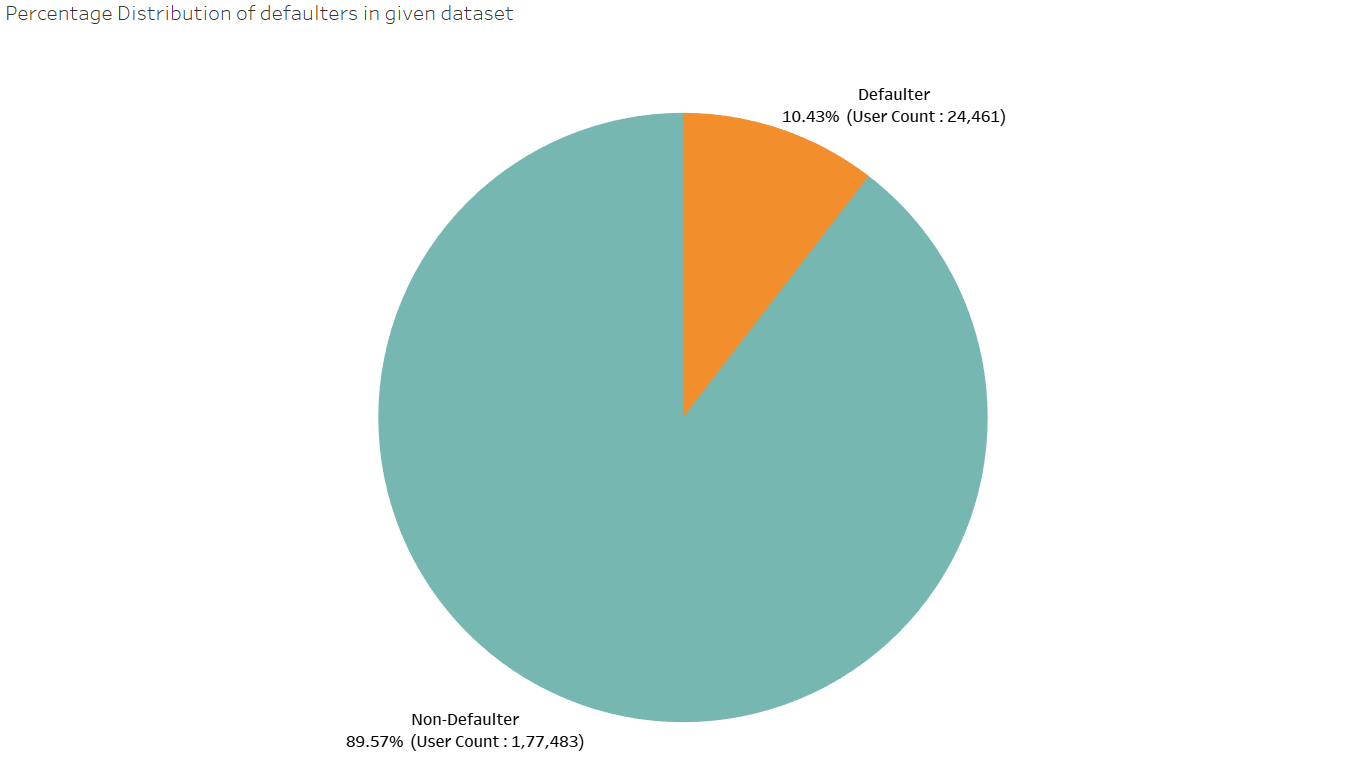 Percentage Distribution of defaulters in given dataset
Defaulter
10.43% (User Count : 24,461)
Non-Defaulter
89.57% (User Count : 1,77,483)